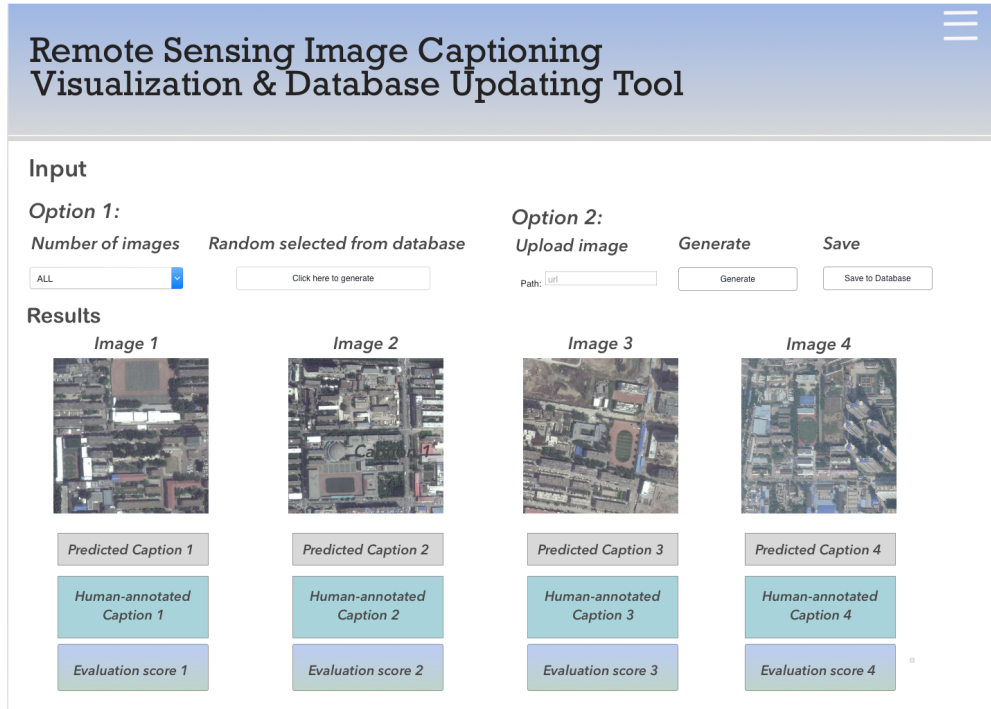 Remote Sensing Image Captioning
Visualization & Database Updating Tool
Input
Option 1:
Option 2:
Number of images
Random selected from database
Upload image
Generate
Save
ALL
Click here to generate
Path:
url
Generate
Save to Database
Results
Image 1
Image 2
Image 3
Image 4
Caption 1
Predicted Caption 1
Predicted Caption 2
Predicted Caption 3
Predicted Caption 4
Human-annotated
Caption 1
Human-annotated
Caption 2
Human-annotated
Caption 3
Human-annotated
Caption 4
Evaluation score 1
Evaluation score 2
Evaluation score 3
Evaluation score 4